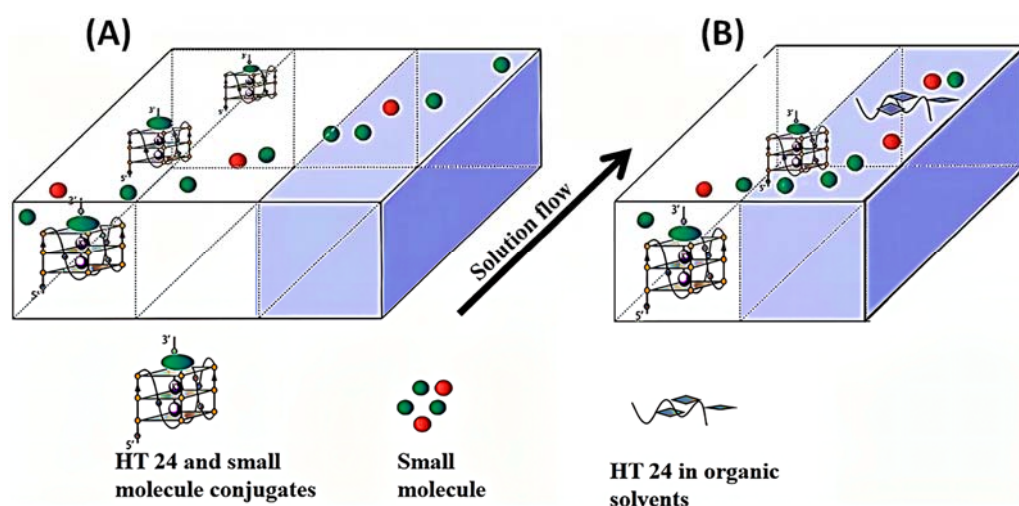 (A)
(B)
3'
3'
3'
5'
5'
5'
Solution flow
3'
3'
5'
5'
3'
5'
HT 24 and small
molecule conjugates
Small
molecule
HT 24 in organic
solvents